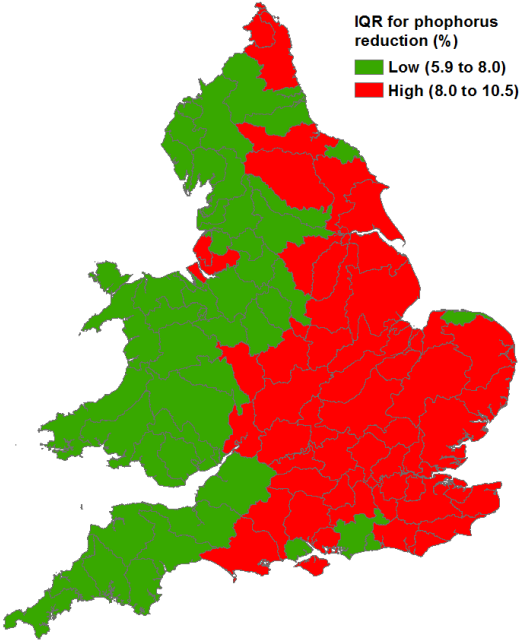 IQR for phophorus
reduction (%)
Low (5.9 to 8.0)
High (8.0 to 10.5)